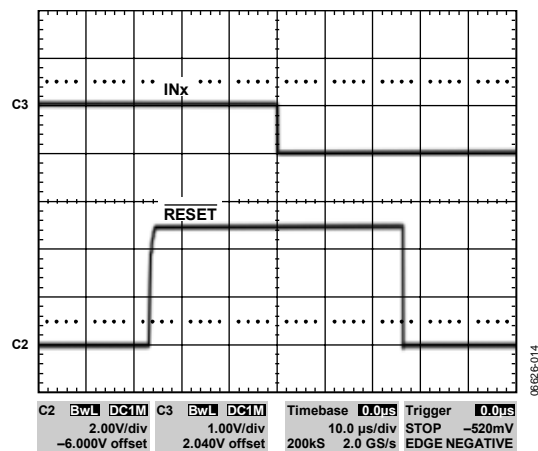 C3
INx
RESET
C2
06626-014
C2 BwL DC1M
2.00V/div
–6.000V offset
C3 BwL DC1M
1.00V/div
2.040V offset
Timebase 0.0µs
10.0 µs/div
200kS 2.0 GS/s
Trigger 0.0µs
STOP –520mV
EDGE NEGATIVE